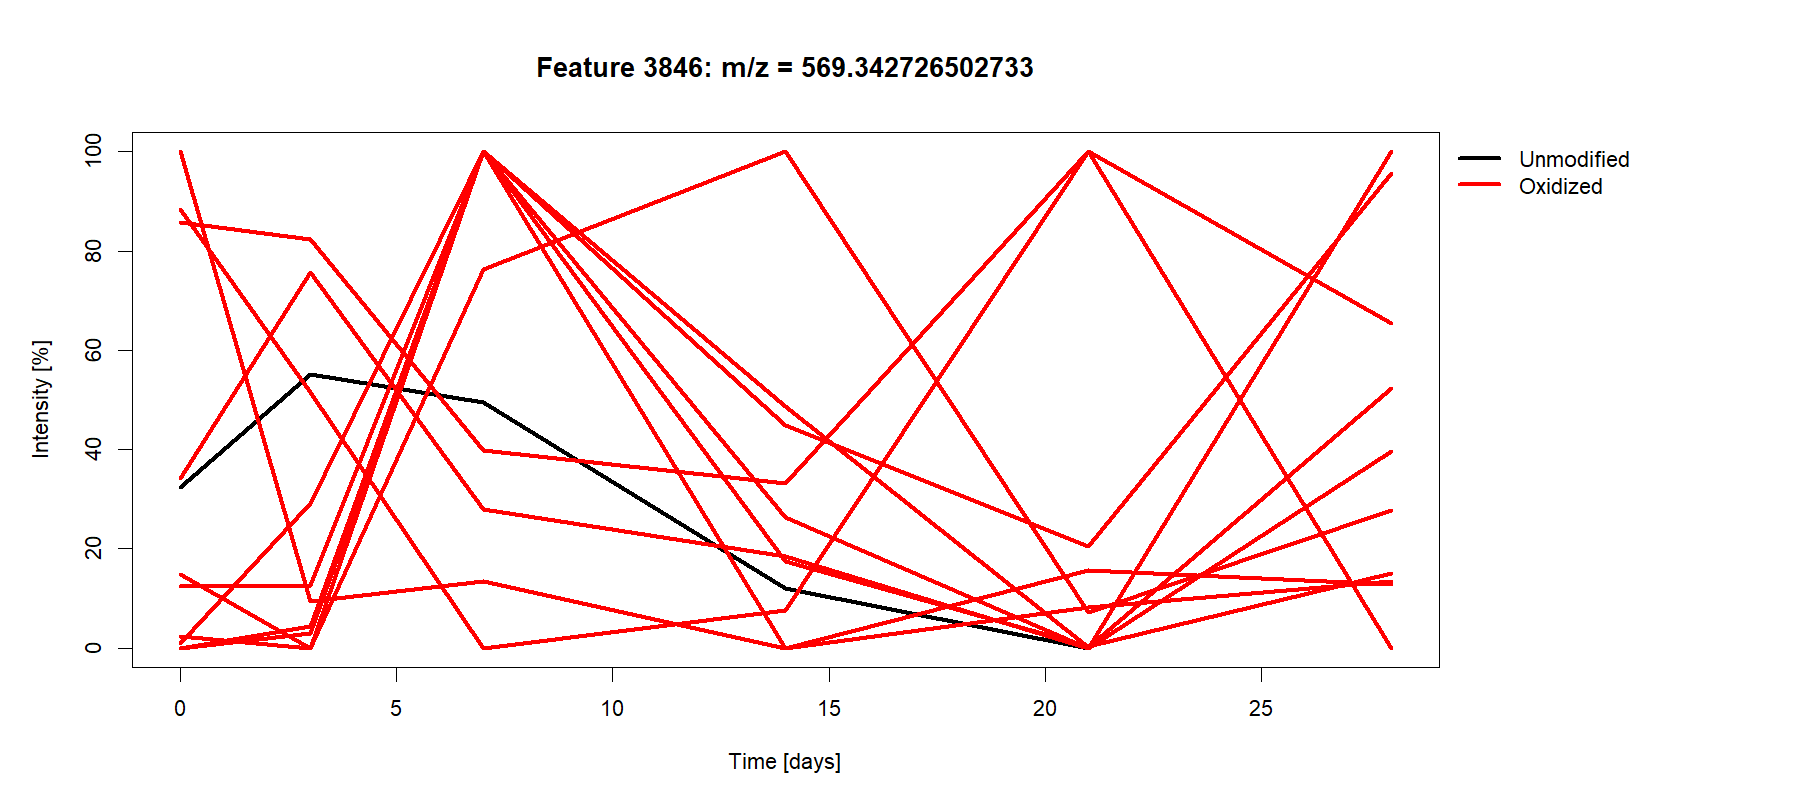 Feature 3846: m/z = 569.342726502733
Unmodified
Oxidized
Intensity [%]
100
80
60
40
20
0
0 5 10 15 20 25
Time [days]